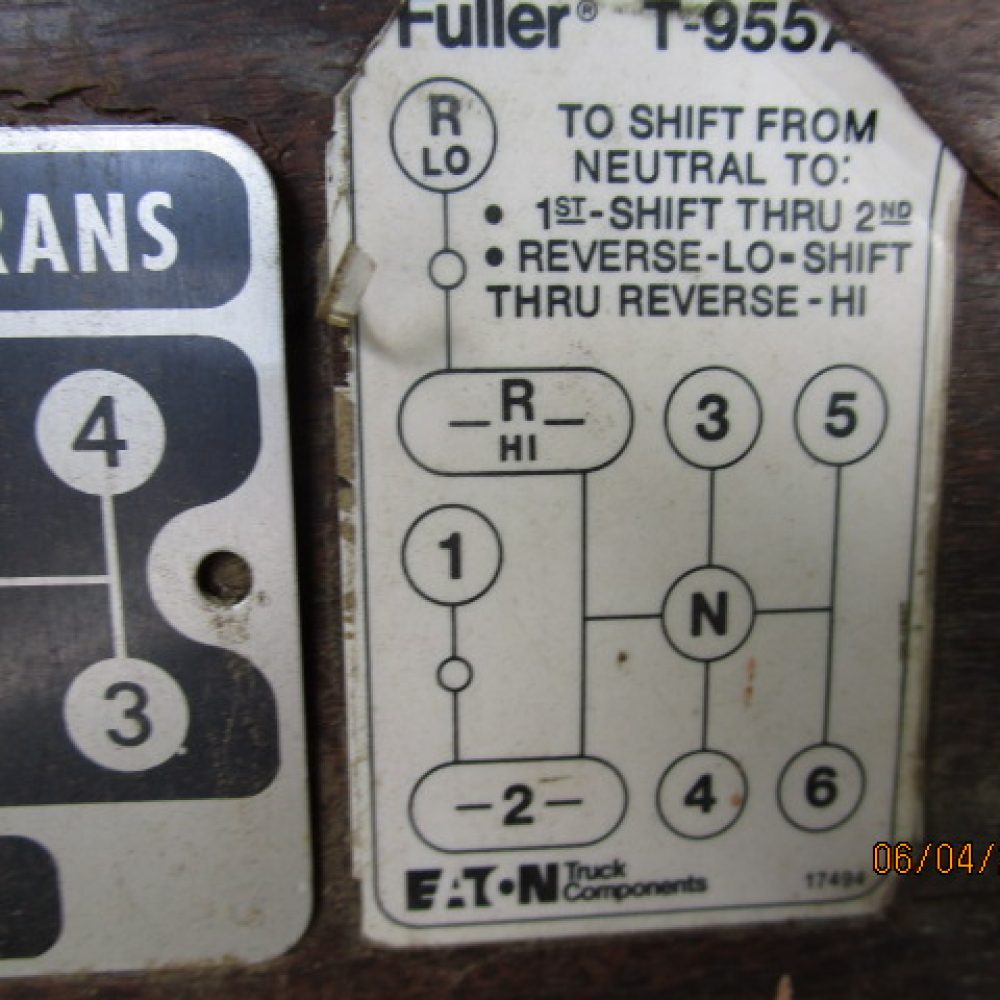 Fuller® T-955A
R
LO
TO SHIFT FROM
NEUTRAL TO:
• 1ST-SHIFT THRU 2ND
• REVERSE-LO-SHIFT
THRU REVERSE-HI
R
HI
3
5
1
N
2
4
6
EATON Truck
Components
17494
RANS
4
3
06/04/